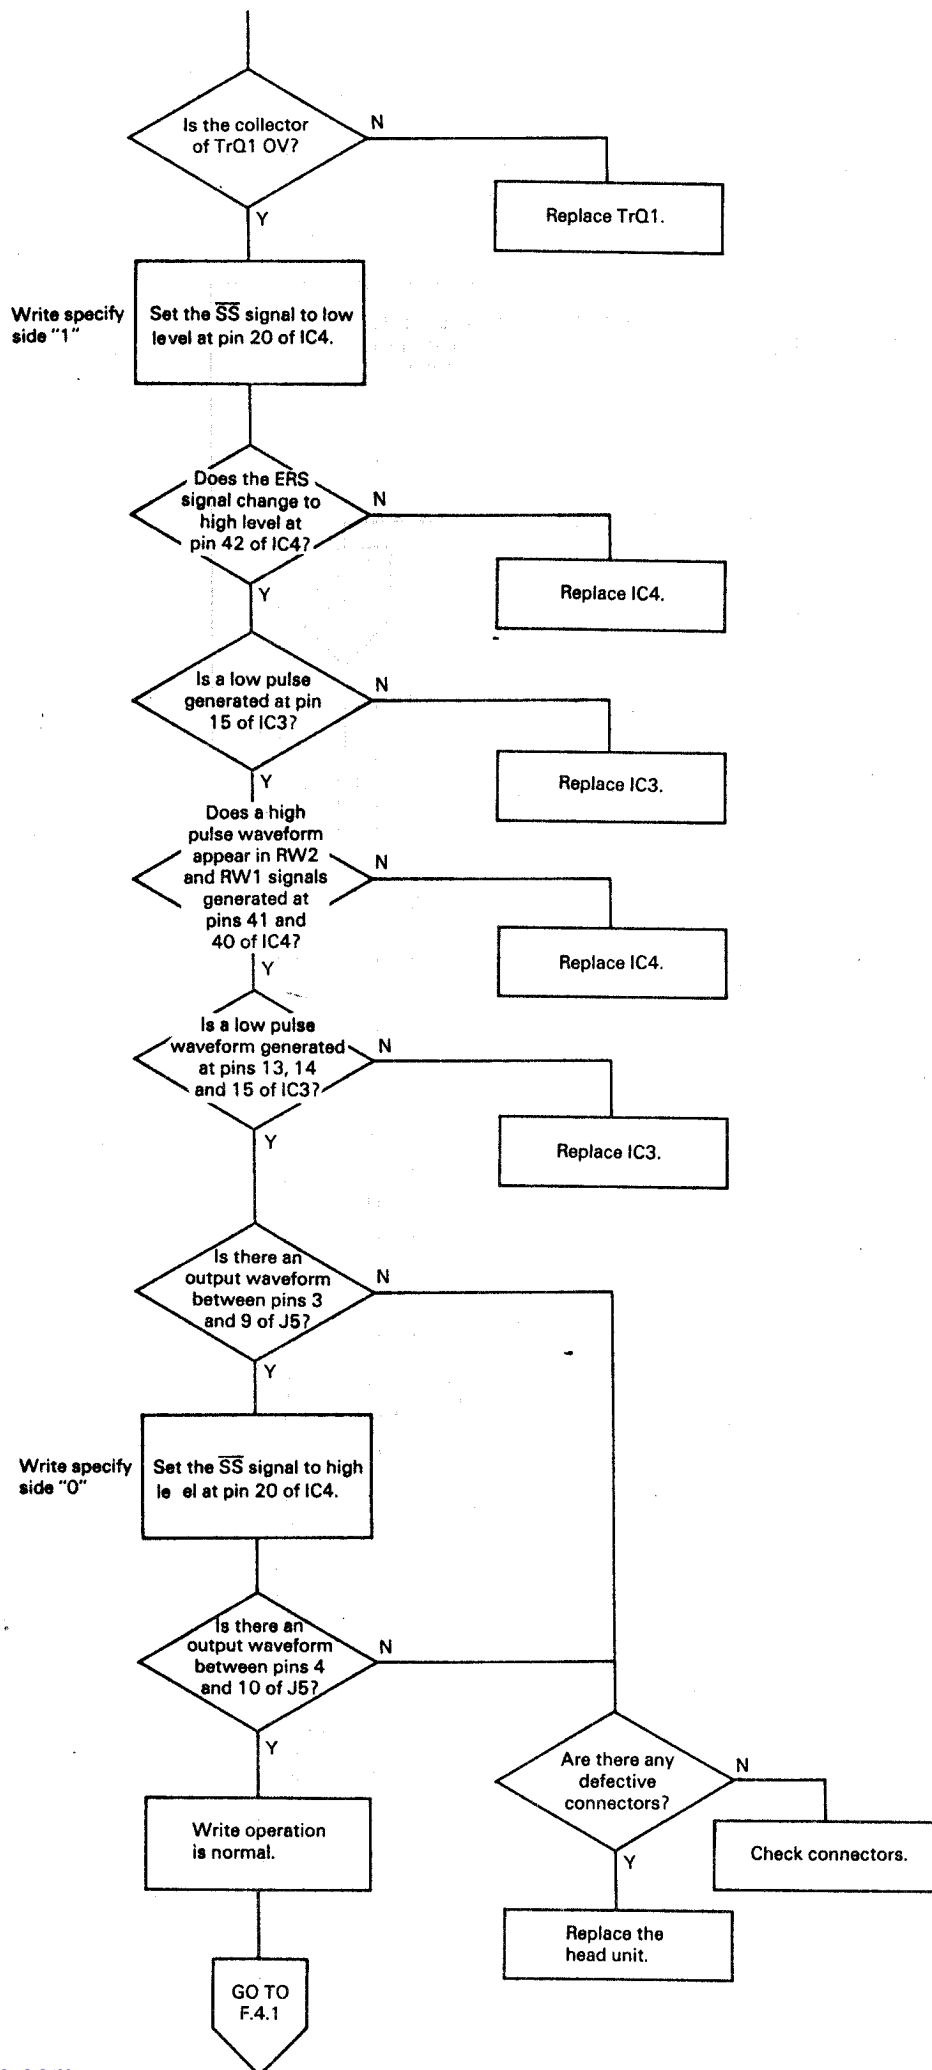 Is the collector
of TrQ1 OV?
N
Replace TrQ1.
Y
Write specify
side "1"
Set the S̅S̅ signal to low
level at pin 20 of IC4.
Does the ERS
signal change to
high level at
pin 42 of IC4?
N
Replace IC4.
Y
Is a low pulse
generated at pin
15 of IC3?
N
Replace IC3.
Y
Does a high
pulse waveform
appear in RW2
and RW1 signals
generated at
pins 41 and
40 of IC4?
N
Replace IC4.
Y
Is a low pulse
waveform generated
at pins 13, 14
and 15 of IC3?
N
Replace IC3.
Y
Is there an
output waveform
between pins 3
and 9 of J5?
N
Y
Write specify
side "0"
Set the S̅S̅ signal to high
le el at pin 20 of IC4.
Is there an
output waveform
between pins 4
and 10 of J5?
N
Y
Are there any
defective
connectors?
N
Check connectors.
Y
Replace the
head unit.
Write operation
is normal.
GO TO
F.4.1